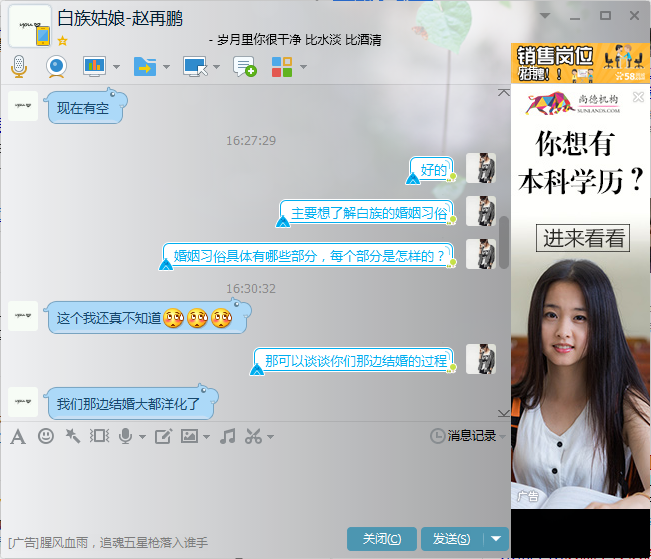 白族姑娘-赵再鹏
- 岁月里你很干净 比水淡 比酒清
现在有空
16:27:29
好的
主要想了解白族的婚姻习俗
婚姻习俗具体有哪些部分，每个部分是怎样的？
16:30:32
这个我还真不知道
那可以谈谈你们那边结婚的过程
我们那边结婚大都洋化了
消息记录
[广告]腥风血雨，追魂五星枪落入谁手
关闭(C)
发送(S)
销售岗位
招聘！
58
尚德机构
SUNLANDS.COM
你想有
本科学历？
进来看看
广告